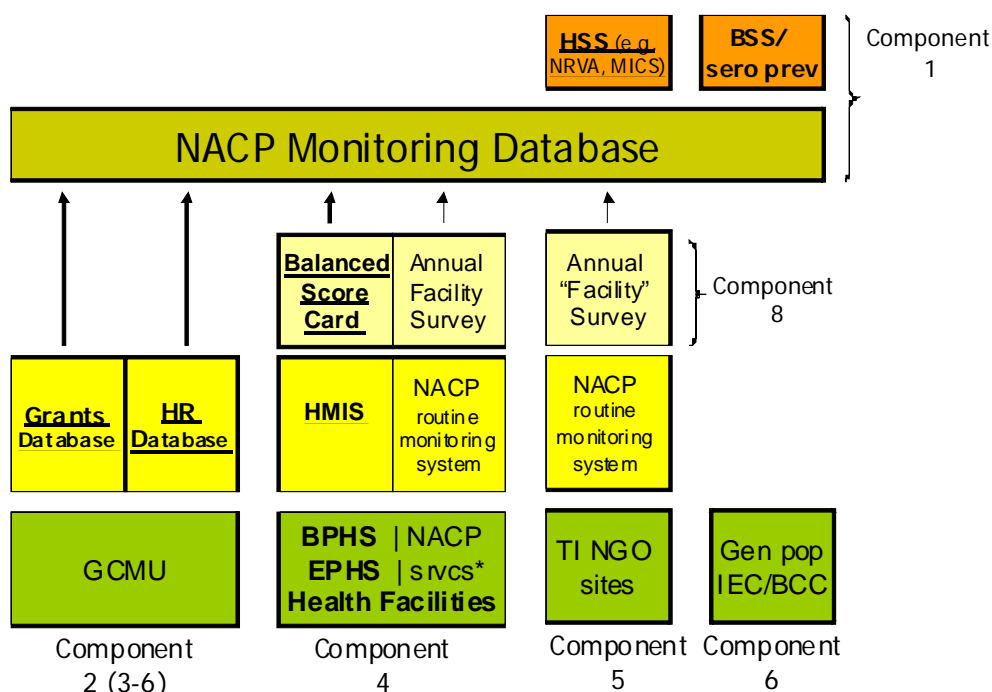 HSS (e.g.
NRVA, MICS)
BSS/
sero prev
Component
1
NACP Monitoring Database
Balanced
Score
Card
Annual
Facility
Survey
Annual
“Facility”
Survey
Component
8
Grants
Database
HR
Database
HMIS
NACP
routine
monitoring
system
NACP
routine
monitoring
system
GCMU
BPHS | NACP
EPHS | srvcs*
Health Facilities
TI NGO
sites
Gen pop
IEC/BCC
Component
2 (3-6)
Component
4
Component
5
Component
6